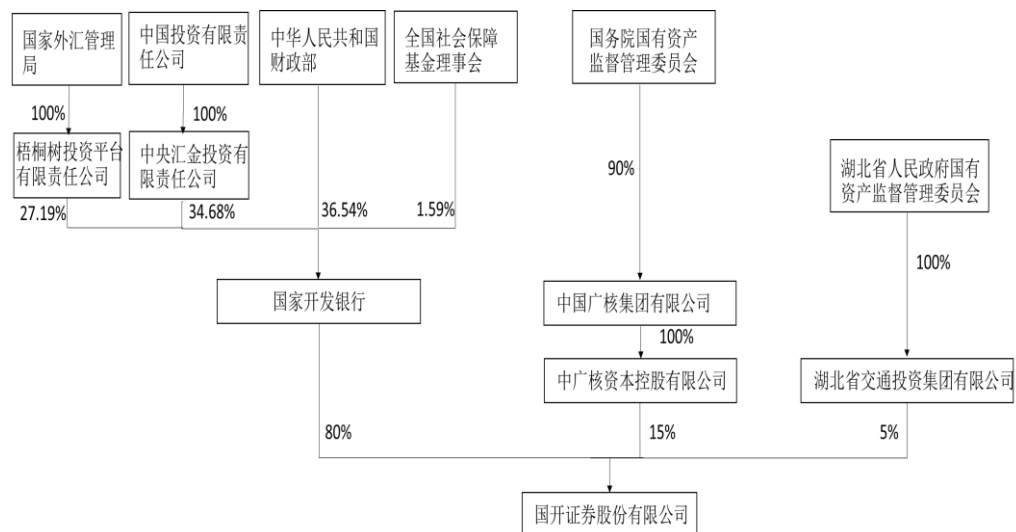 国家外汇管理
局
中国投资有限责
任公司
中华人民共和国
财政部
全国社会保障
基金理事会
国务院国有资产
监督管理委员会
100%
100%
梧桐树投资平台
有限责任公司
中央汇金投资有
限责任公司
90%
湖北省人民政府国有
资产监督管理委员会
27.19%
34.68%
36.54%
1.59%
100%
国家开发银行
中国广核集团有限公司
100%
中广核资本控股有限公司
湖北省交通投资集团有限公司
80%
15%
5%
国开证券股份有限公司